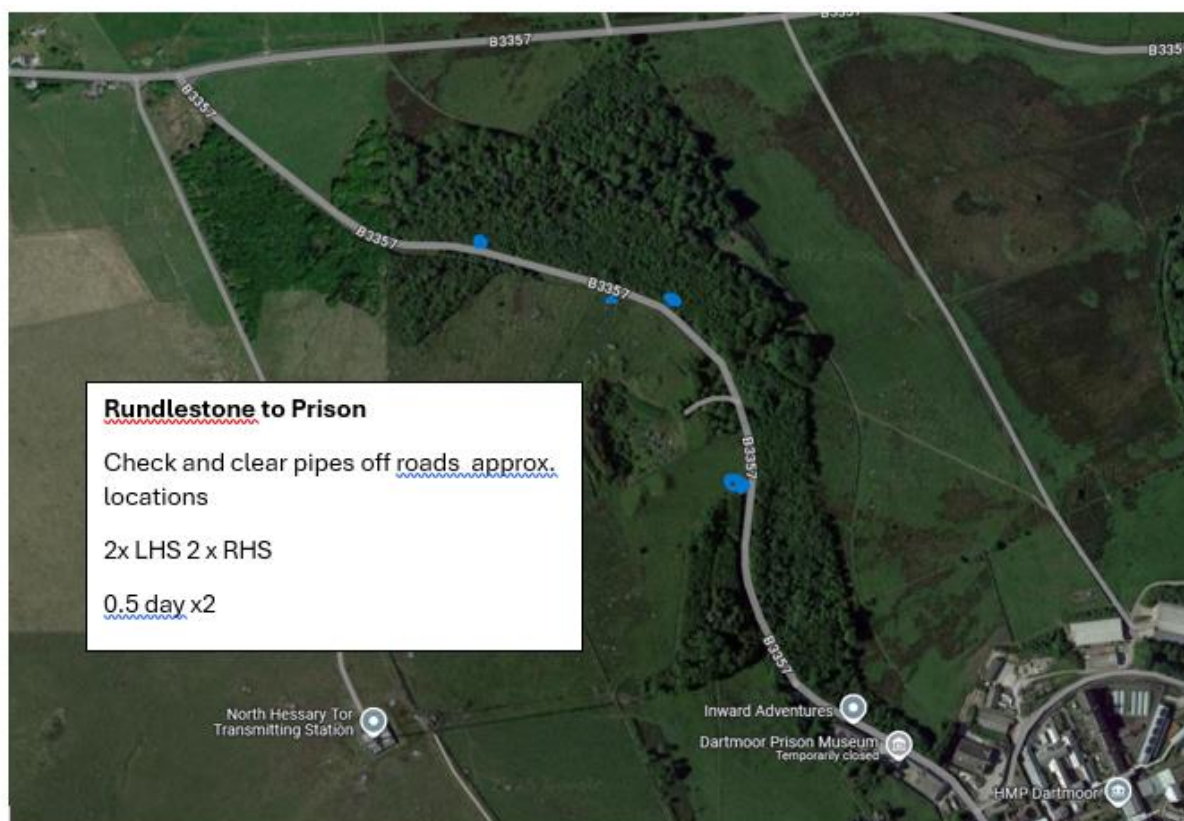 B3357
B3357
B3357
B3357
B3357
B3357
Rundlestone to Prison
Check and clear pipes off roads approx.
locations
2x LHS 2 x RHS
0.5 day x2
B3357
B3357
North Hessary Tor
Transmitting Station
Inward Adventures
Dartmoor Prison Museum
Temporarily closed
HMP Dartmoor